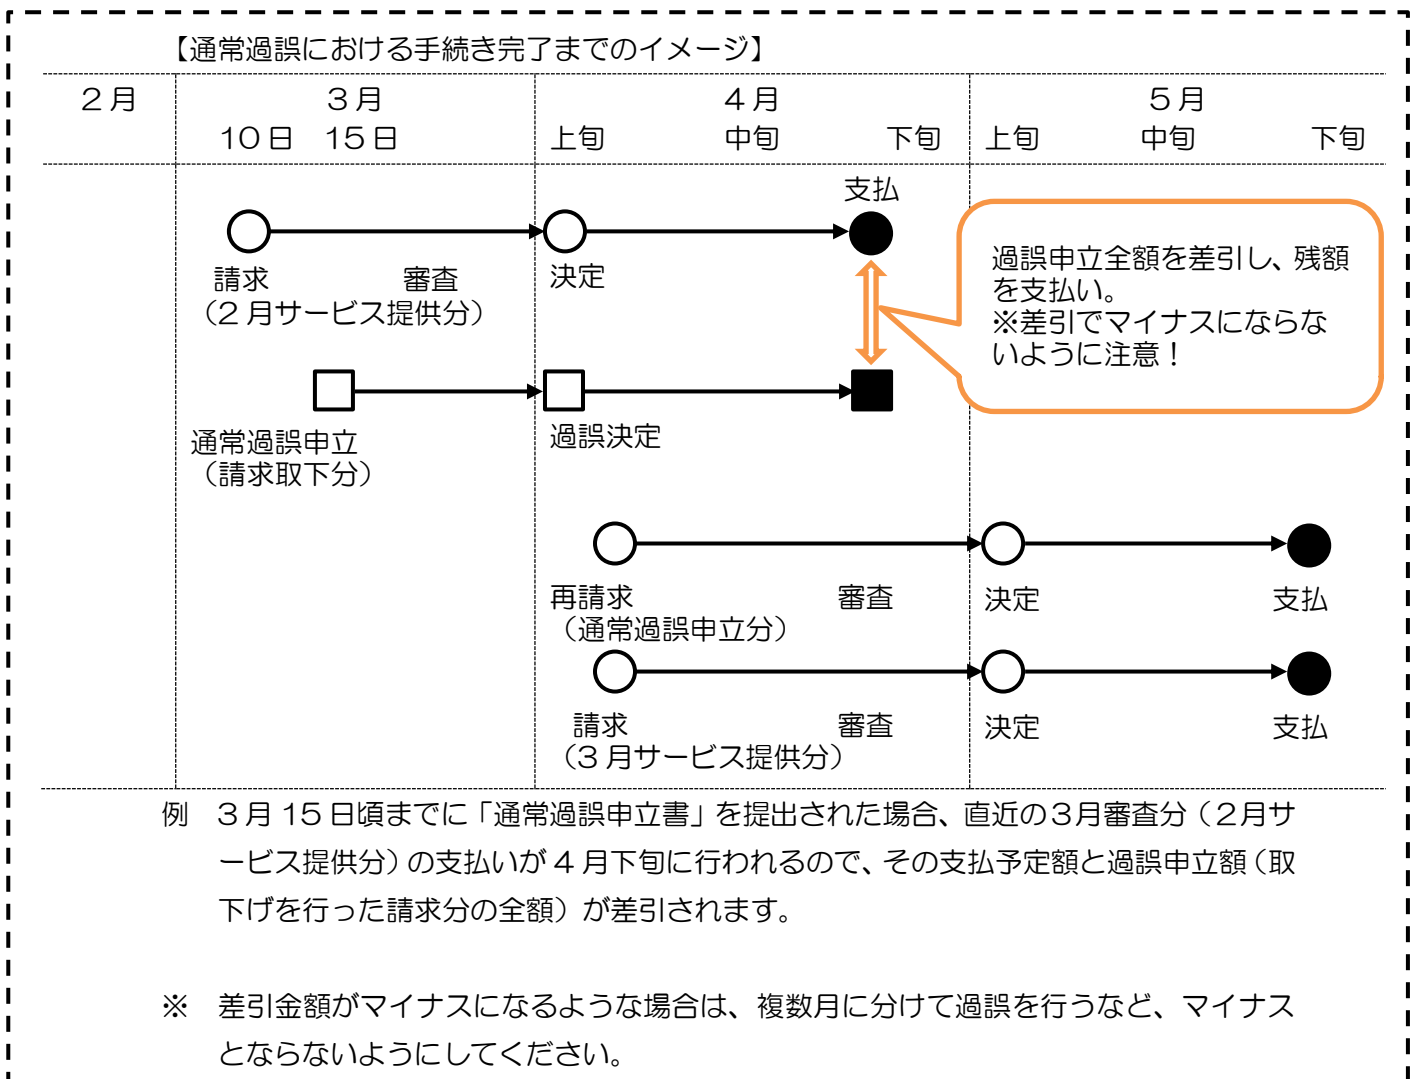 【通常過誤における手続き完了までのイメージ】
2月 3月 4月 5月
10日 15日 上旬 中旬 下旬 上旬 中旬 下旬
支払
請求 審査 決定
（2月サービス提供分）
過誤申立全額を差引し、残額
を支払い。
※差引でマイナスにならな
いように注意！
通常過誤申立 過誤決定
（請求取下分）
再請求 審査 決定 支払
（通常過誤申立分）
請求 審査 決定 支払
（3月サービス提供分）
例 3月15日頃までに「通常過誤申立書」を提出された場合、直近の3月審査分（2月サ
ービス提供分）の支払いが4月下旬に行われるので、その支払予定額と過誤申立額（取
下げを行った請求分の全額）が差引されます。
※ 差引金額がマイナスになるような場合は、複数月に分けて過誤を行うなど、マイナス
とならないようにしてください。